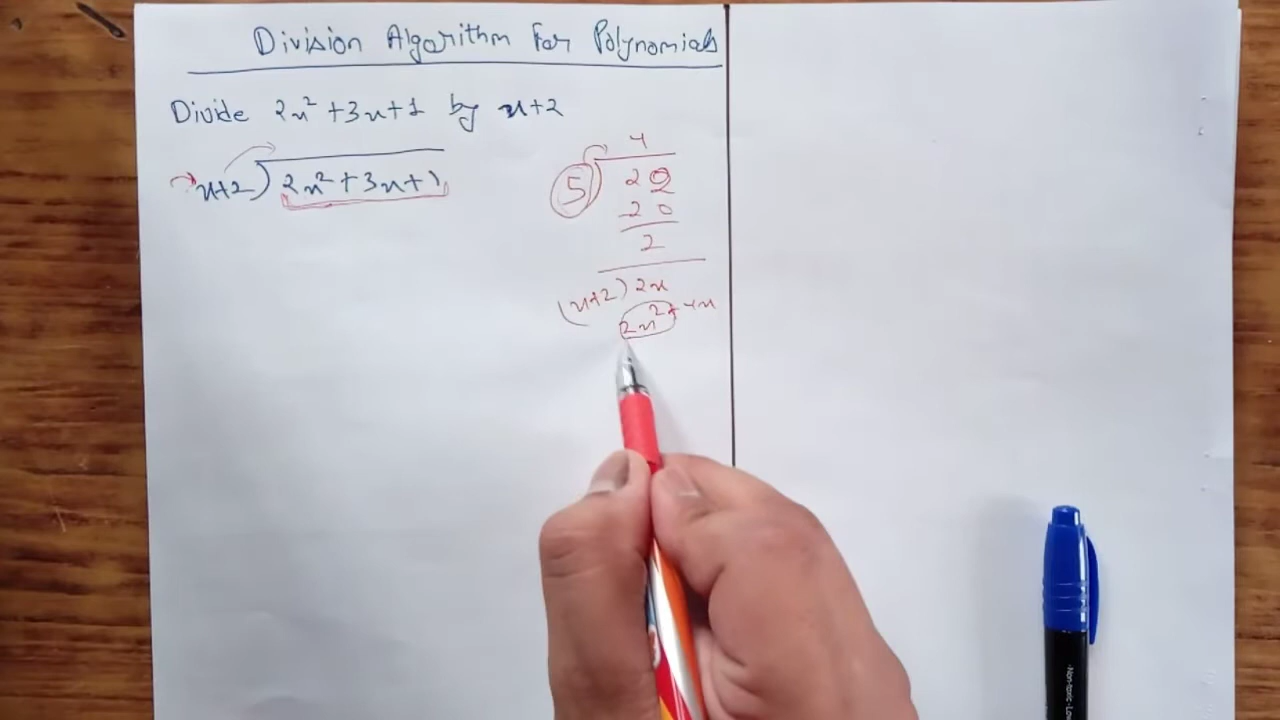 Division Algorithm For Polynomials
Divide 2x² + 3x + 1 by x+2
x+2) 2x² + 3x + 1
4
5) 22
20
2
(x+2) 2x
2x² + 4x